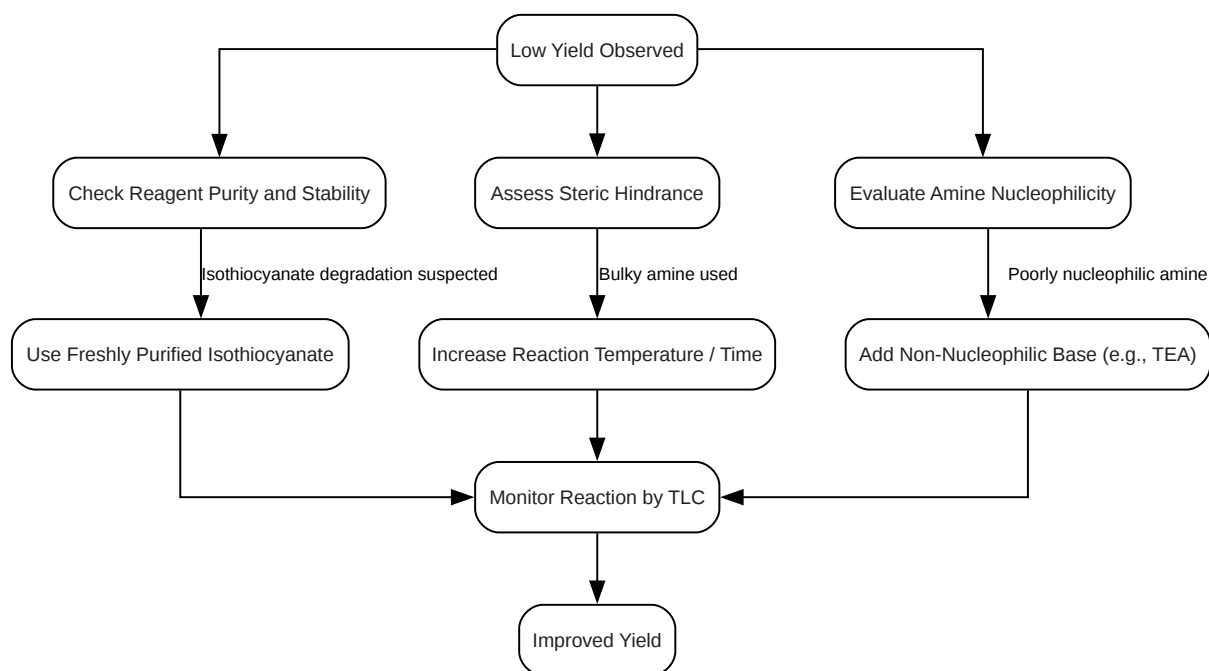 Low Yield Observed
Check Reagent Purity and Stability
Assess Steric Hindrance
Evaluate Amine Nucleophilicity
Isothiocyanate degradation suspected
Bulky amine used
Poorly nucleophilic amine
Use Freshly Purified Isothiocyanate
Increase Reaction Temperature / Time
Add Non-Nucleophilic Base (e.g., TEA)
Monitor Reaction by TLC
Improved Yield